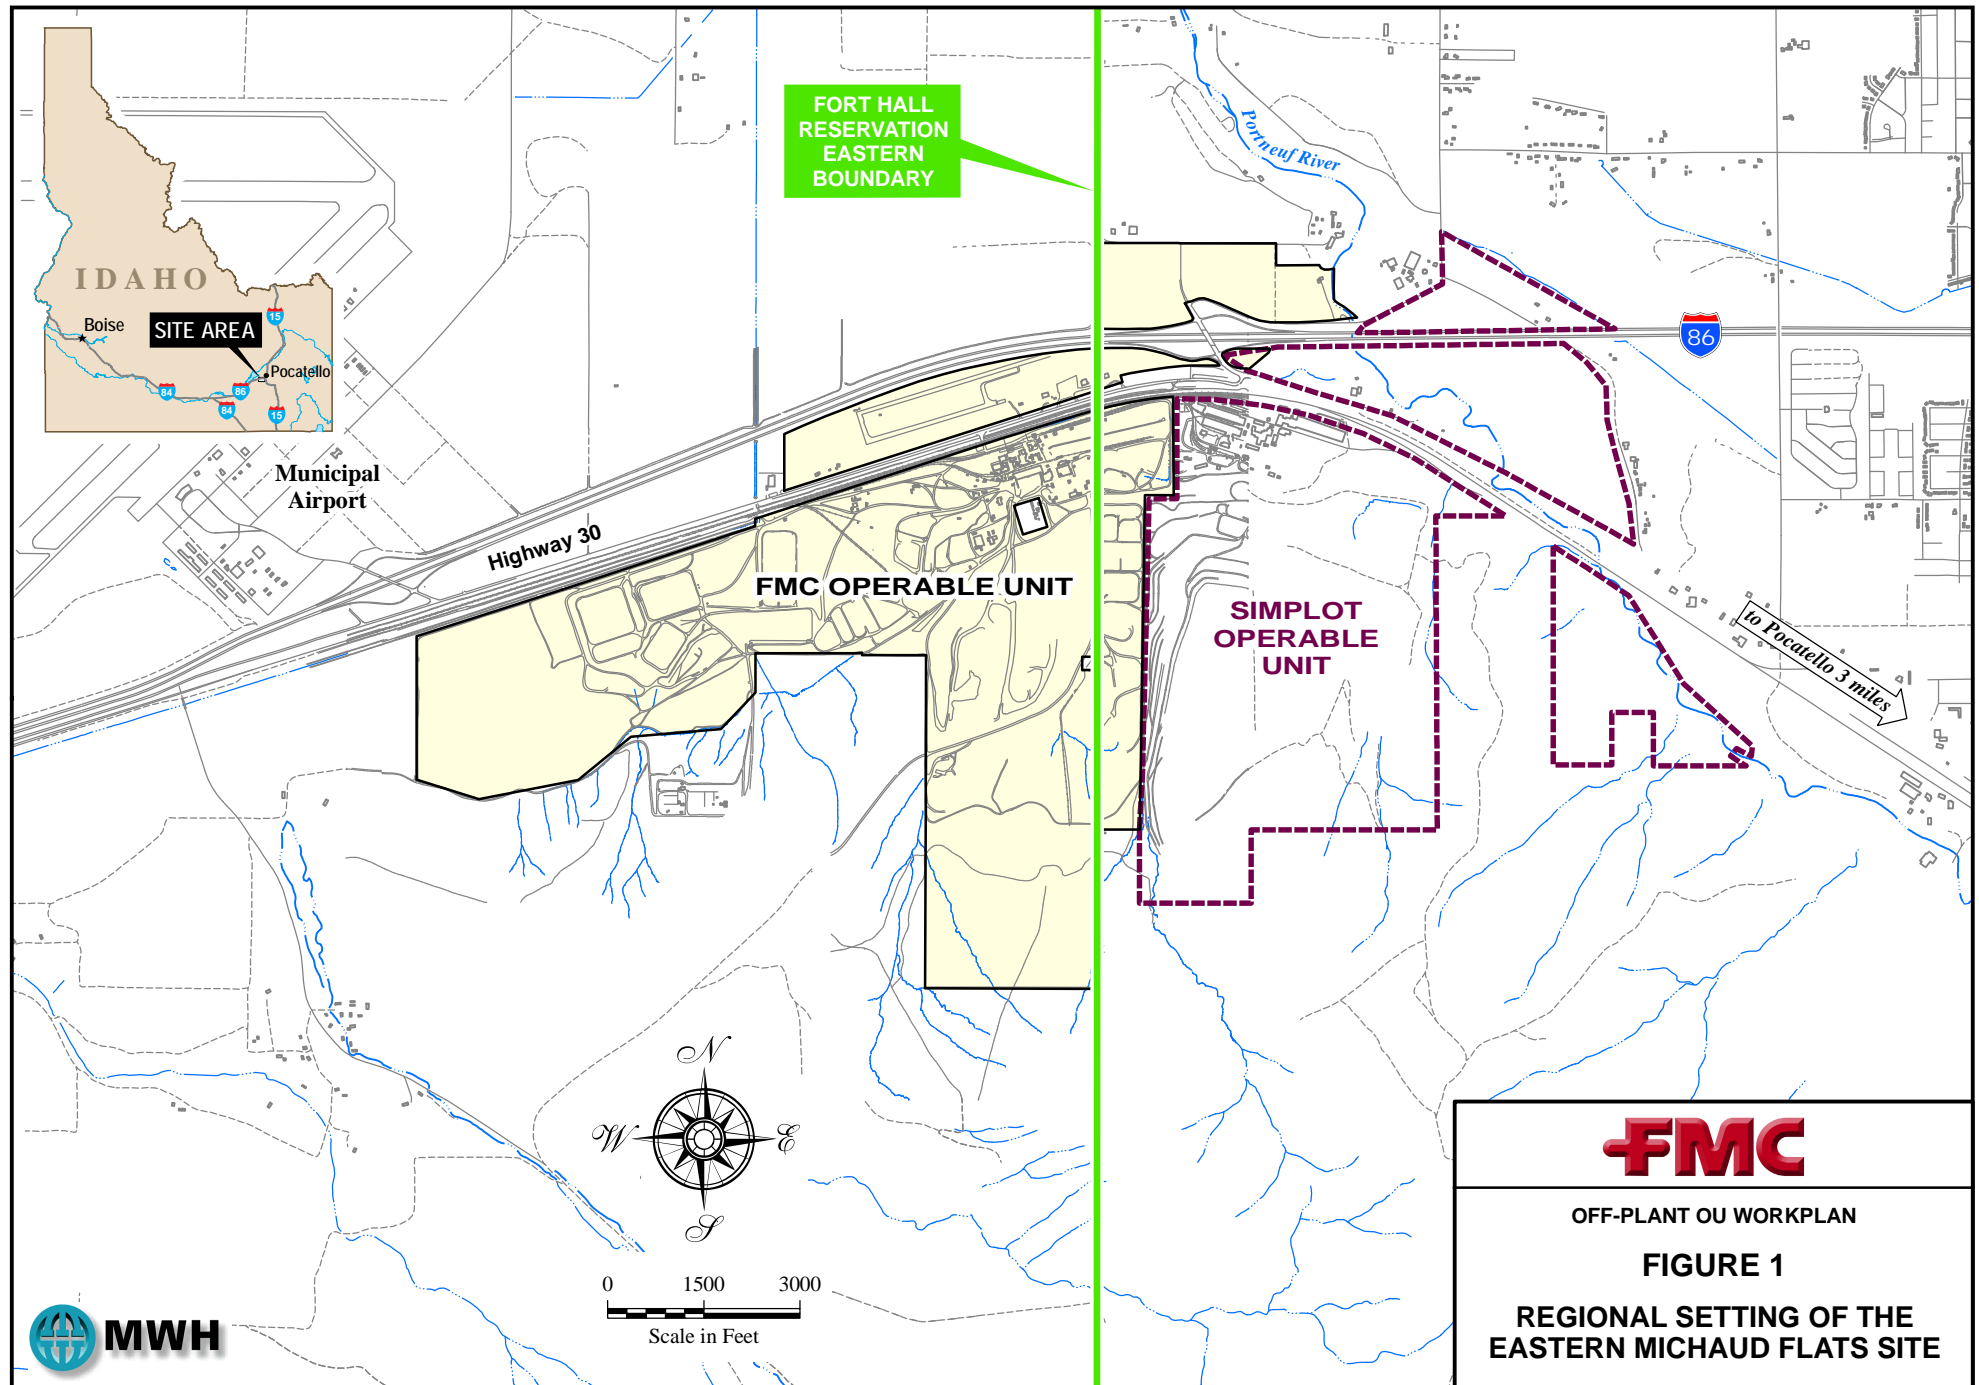 IDAHO
Boise
SITE AREA
Pocatello
15
84
86
84
15
FORT HALL
RESERVATION
EASTERN
BOUNDARY
Portneuf River
86
Municipal
Airport
Highway 30
FMC OPERABLE UNIT
SIMPLOT
OPERABLE
UNIT
to Pocatello 3 miles
N
W
E
S
0 1500 3000
Scale in Feet
MWH
FMC
OFF-PLANT OU WORKPLAN
FIGURE 1
REGIONAL SETTING OF THE
EASTERN MICHAUD FLATS SITE